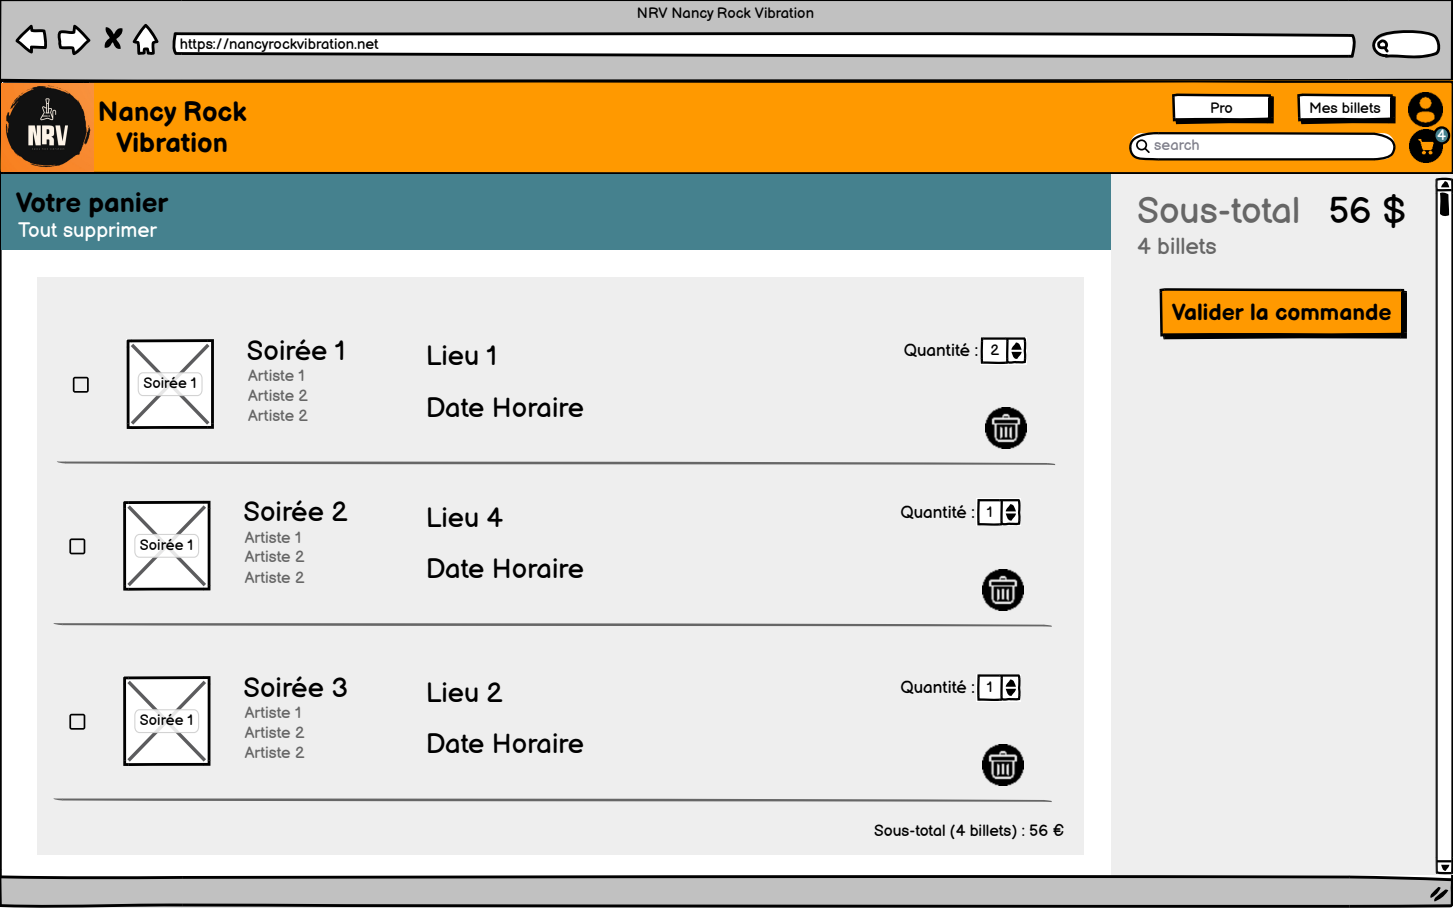 NRV Nancy Rock Vibration
https://nancyrockvibration.net
NRV
Nancy Rock
Vibration
Pro
Mes billets
search
4
Votre panier
Tout supprimer
Sous-total 56 $
4 billets
Valider la commande
Soirée 1
Soirée 1
Artiste 1
Artiste 2
Artiste 2
Lieu 1
Date Horaire
Quantité : 2
Soirée 1
Soirée 2
Artiste 1
Artiste 2
Artiste 2
Lieu 4
Date Horaire
Quantité : 1
Soirée 1
Soirée 3
Artiste 1
Artiste 2
Artiste 2
Lieu 2
Date Horaire
Quantité : 1
Sous-total (4 billets) : 56 €